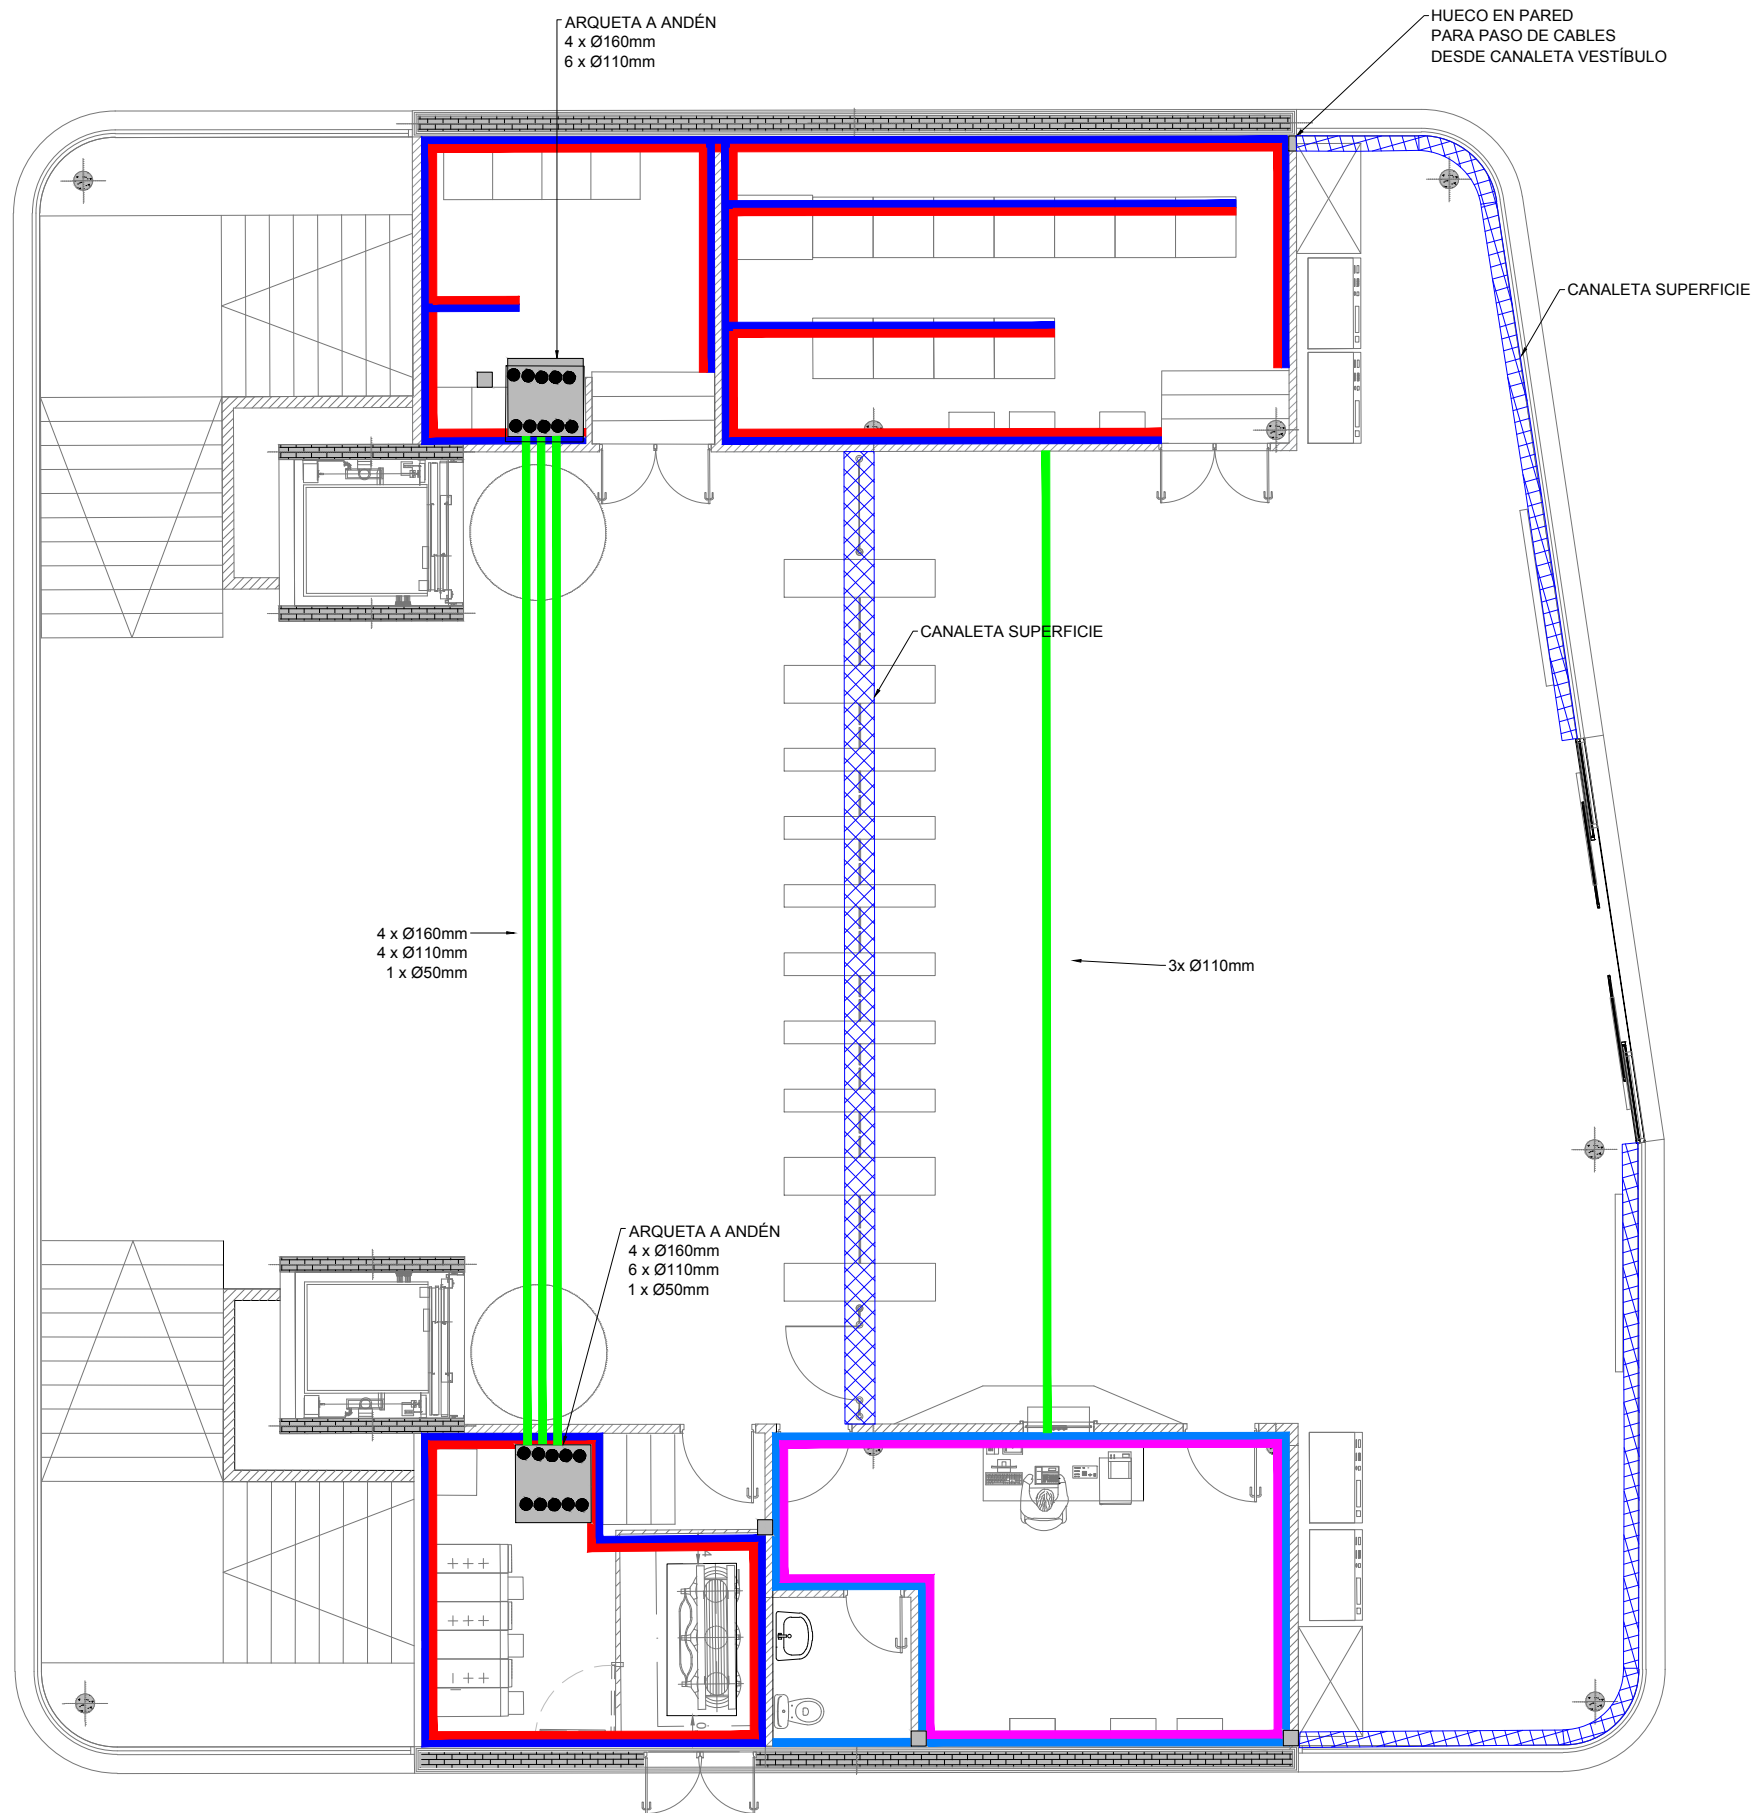 ARQUETA A ANDÉN
4 x Ø160mm
6 x Ø110mm
HUECO EN PARED
PARA PASO DE CABLES
DESDE CANALETA VESTÍBULO
CANALETA SUPERFICIE
CANALETA SUPERFICIE
4 x Ø160mm
4 x Ø110mm
1 x Ø50mm
3x Ø110mm
ARQUETA A ANDÉN
4 x Ø160mm
6 x Ø110mm
1 x Ø50mm